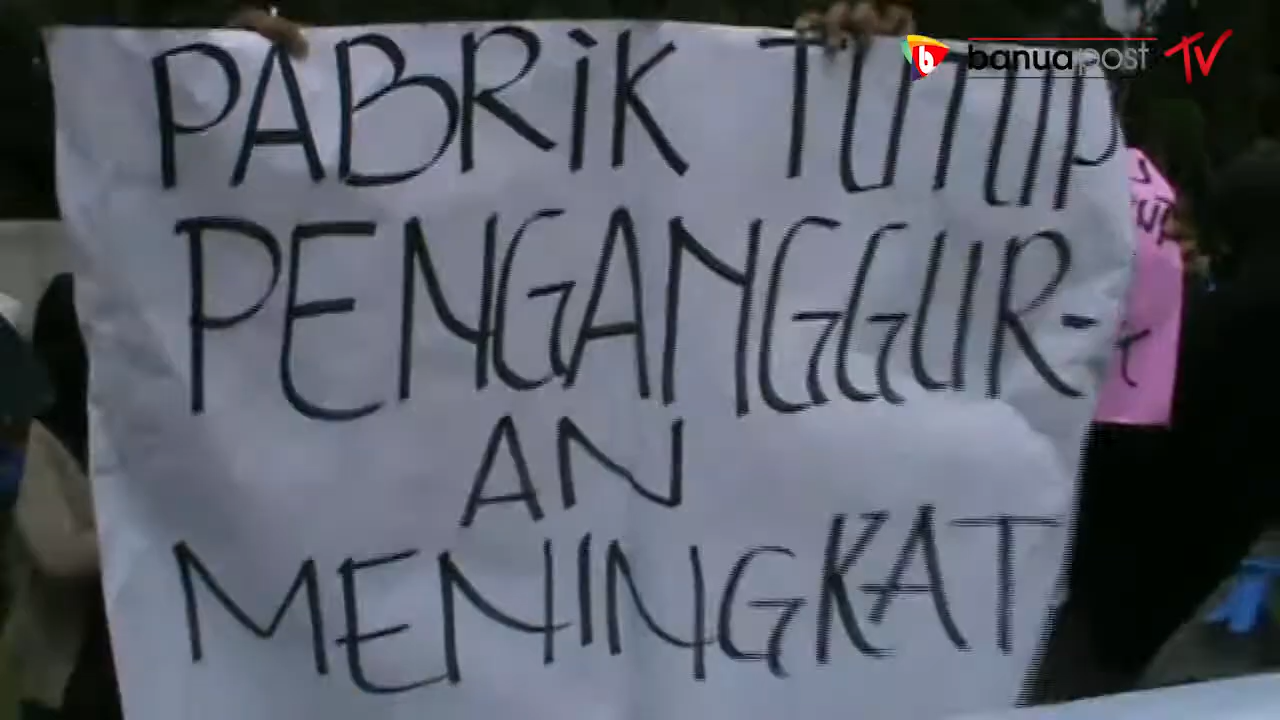 banuapost TV
PABRiK TUTUP
PENGANGGUR-
AN
MENINGKAT